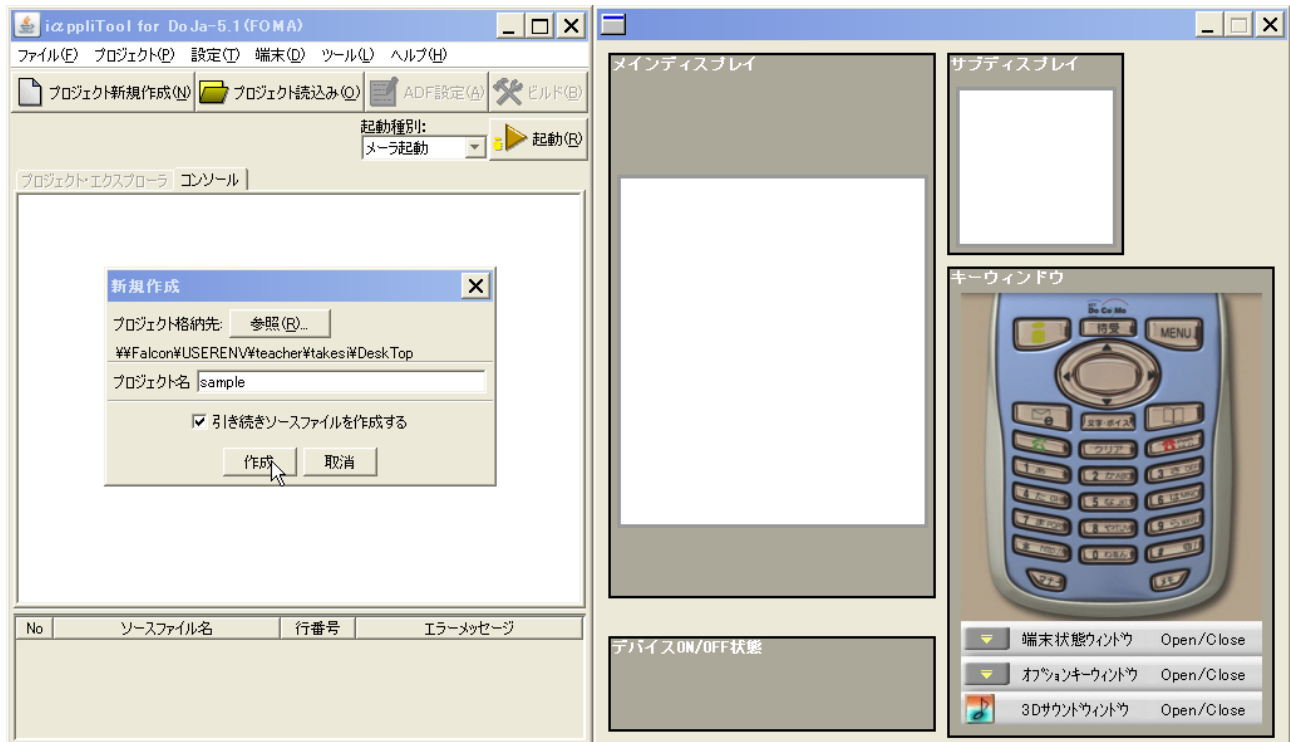 iαppliTool for DoJa-5.1(FOMA)
ファイル(F) プロジェクト(P) 設定(T) 端末(D) ツール(L) ヘルプ(H)
プロジェクト新規作成(N) プロジェクト読込み(O) ADF設定(A) ビルド(B)
起動種別:
メーラ起動 起動(R)
プロジェクト・エクスプローラ コンソール
新規作成
プロジェクト格納先: 参照(R)...
¥¥Falcon¥USERENV¥teacher¥takesi¥DeskTop
プロジェクト名 sample
引き続きソースファイルを作成する
作成 取消
No ソースファイル名 行番号 エラーメッセージ
メインディスプレイ
サブディスプレイ
キーウィンドウ
DoCoMo
待受 MENU
文字・ボイス
クリア
マナー メモ
端末状態ウィンドウ Open/Close
オプションキーウィンドウ Open/Close
3Dサウンドウィンドウ Open/Close
デバイスON/OFF状態